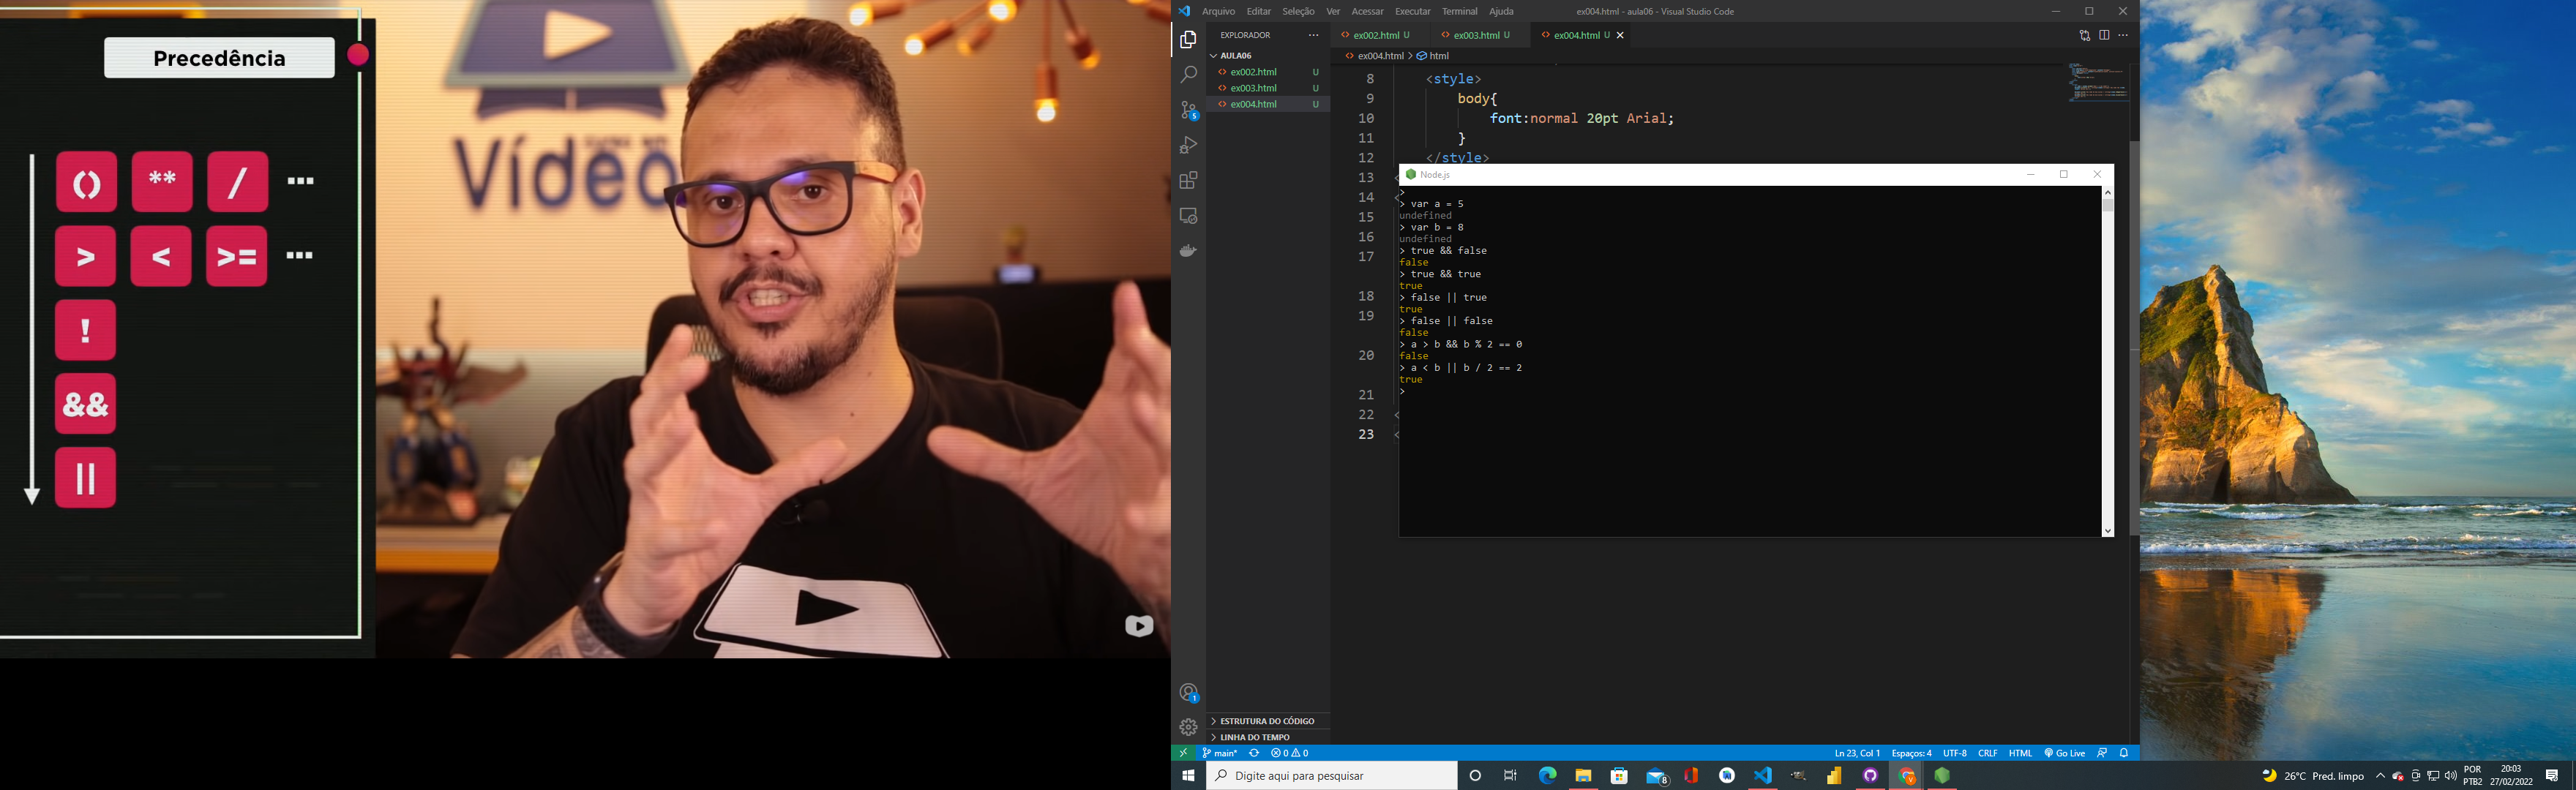 Precedência
() ** / ...
> < >= ...
!
&&
||
Vídeo
Arquivo Editar Seleção Ver Acessar Executar Terminal Ajuda
ex004.html - aula06 - Visual Studio Code
EXPLORADOR ...
AULA06
ex002.html U
ex003.html U
ex004.html U
ex002.html U ex003.html U ex004.html U
ex004.html > html
8 <style>
9 body{
10 font:normal 20pt Arial;
11 }
12 </style>
13 <
14 <
15
16
17
18
19
20
21
22 <
23 <
Node.js
>
> var a = 5
undefined
> var b = 8
undefined
> true && false
false
> true && true
true
> false || true
true
> false || false
false
> a > b && b % 2 == 0
false
> a < b || b / 2 == 2
true
>
5
1
ESTRUTURA DO CÓDIGO
LINHA DO TEMPO
main* 0 0 Ln 23, Col 1 Espaços: 4 UTF-8 CRLF HTML Go Live
Digite aqui para pesquisar
8
26°C Pred. limpo
POR
PTB2
20:03
27/02/2022